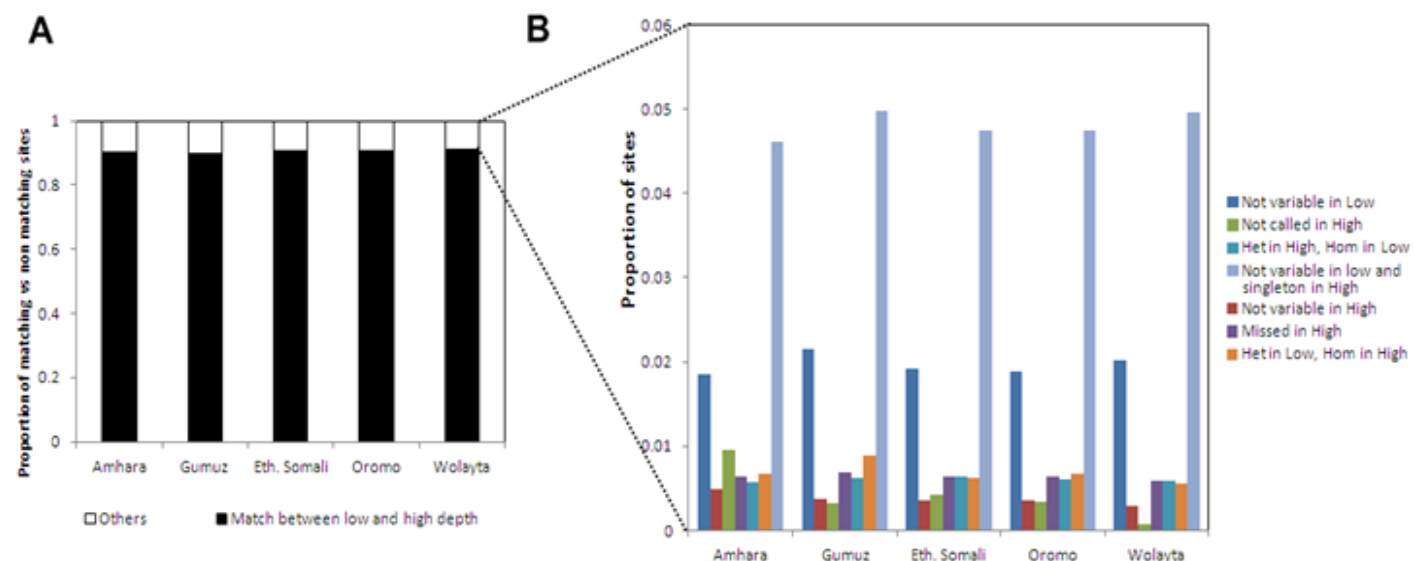 A
Proportion of matching vs non matching sites
1
0.8
0.6
0.4
0.2
0
Amhara
Gumuz
Eth. Somali
Oromo
Wolayta
Others
Match between low and high depth
B
Proportion of sites
0.06
0.05
0.04
0.03
0.02
0.01
0
Amhara
Gumuz
Eth. Somali
Oromo
Wolayta
Not variable in Low
Not called in High
Het in High, Hom in Low
Not variable in low and
singleton in High
Not variable in High
Missed in High
Het in Low, Hom in High